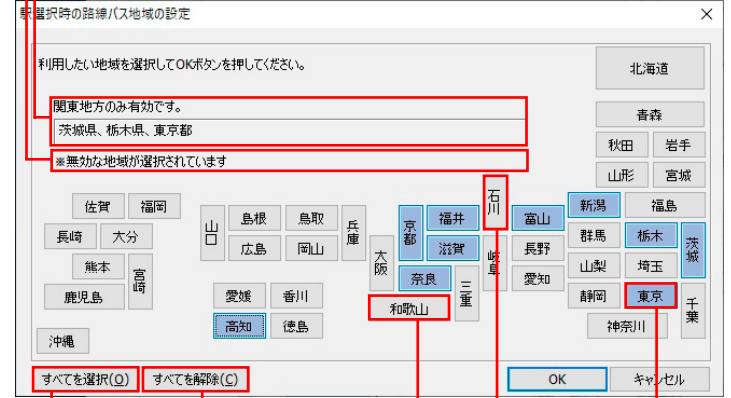 駅選択時の路線バス地域の設定
利用したい地域を選択してOKボタンを押してください。
北海道
関東地方のみ有効です。
茨城県、栃木県、東京都
※無効な地域が選択されています
青森
秋田 岩手
山形 宮城
佐賀 福岡
山口
島根 鳥取
兵庫
京都
福井
石川
富山
新潟 福島
長崎 大分
広島 岡山
大阪
滋賀
岐阜
長野
群馬 栃木
茨城
熊本
宮崎
奈良
三重
愛知
山梨 埼玉
鹿児島
愛媛 香川
和歌山
静岡 東京
千葉
沖縄
高知 徳島
神奈川
すべてを選択(O) すべてを解除(C)
OK キャンセル